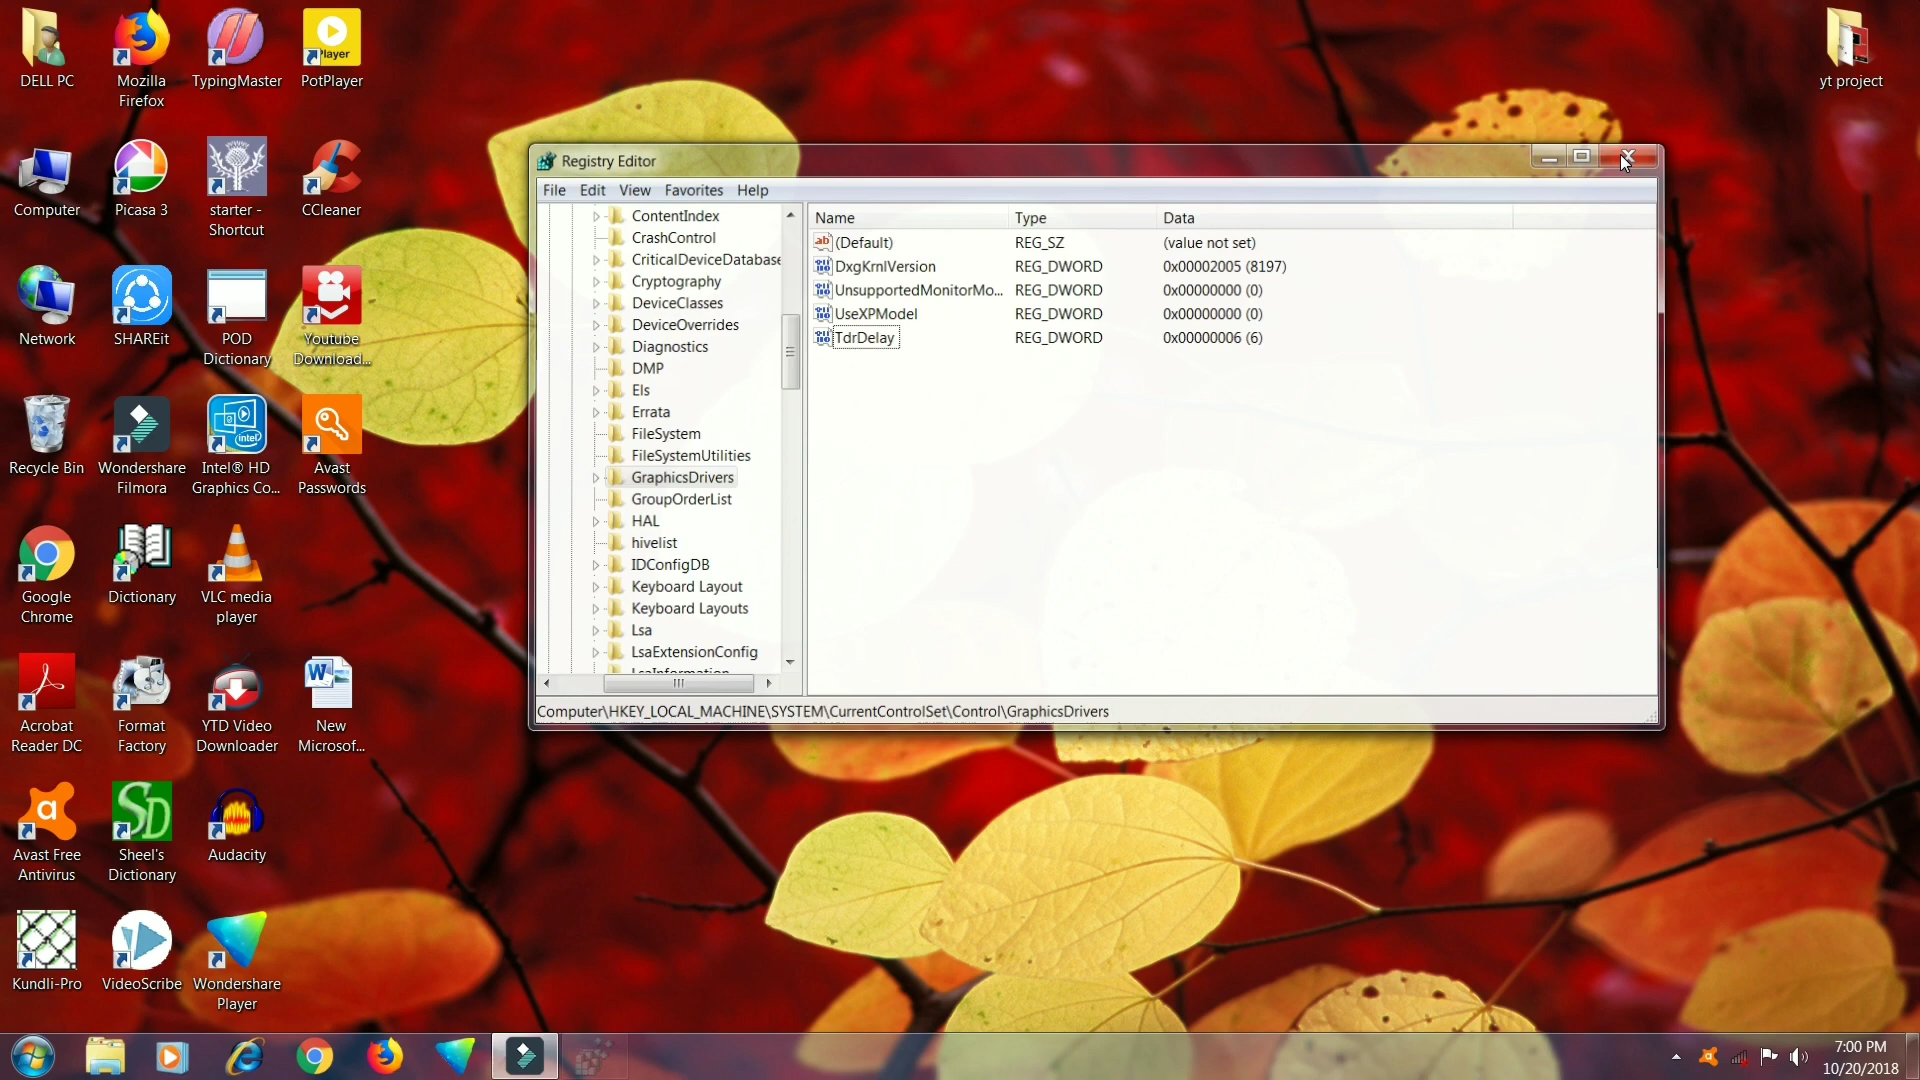 DELL PC
Mozilla
Firefox
TypingMaster
Player
PotPlayer
yt project
Computer
Picasa 3
starter -
Shortcut
CCleaner
Network
SHAREit
POD
Dictionary
Youtube
Download...
Recycle Bin
Wondershare
Filmora
intel
Intel® HD
Graphics Co...
Avast
Passwords
Google
Chrome
Dictionary
VLC media
player
Acrobat
Reader DC
Format
Factory
YTD Video
Downloader
W
New
Microsof...
a
Avast Free
Antivirus
SD
Sheel's
Dictionary
Audacity
Kundli-Pro
VideoScribe
Wondershare
Player
Registry Editor
File Edit View Favorites Help
ContentIndex
CrashControl
CriticalDeviceDatabase
Cryptography
DeviceClasses
DeviceOverrides
Diagnostics
DMP
Els
Errata
FileSystem
FileSystemUtilities
GraphicsDrivers
GroupOrderList
HAL
hivelist
IDConfigDB
Keyboard Layout
Keyboard Layouts
Lsa
LsaExtensionConfig
LsaInformation
Name Type Data
ab (Default) REG_SZ (value not set)
DxgKrnlVersion REG_DWORD 0x00002005 (8197)
UnsupportedMonitorMo... REG_DWORD 0x00000000 (0)
UseXPModel REG_DWORD 0x00000000 (0)
TdrDelay REG_DWORD 0x00000006 (6)
Computer\HKEY_LOCAL_MACHINE\SYSTEM\CurrentControlSet\Control\GraphicsDrivers
7:00 PM
10/20/2018